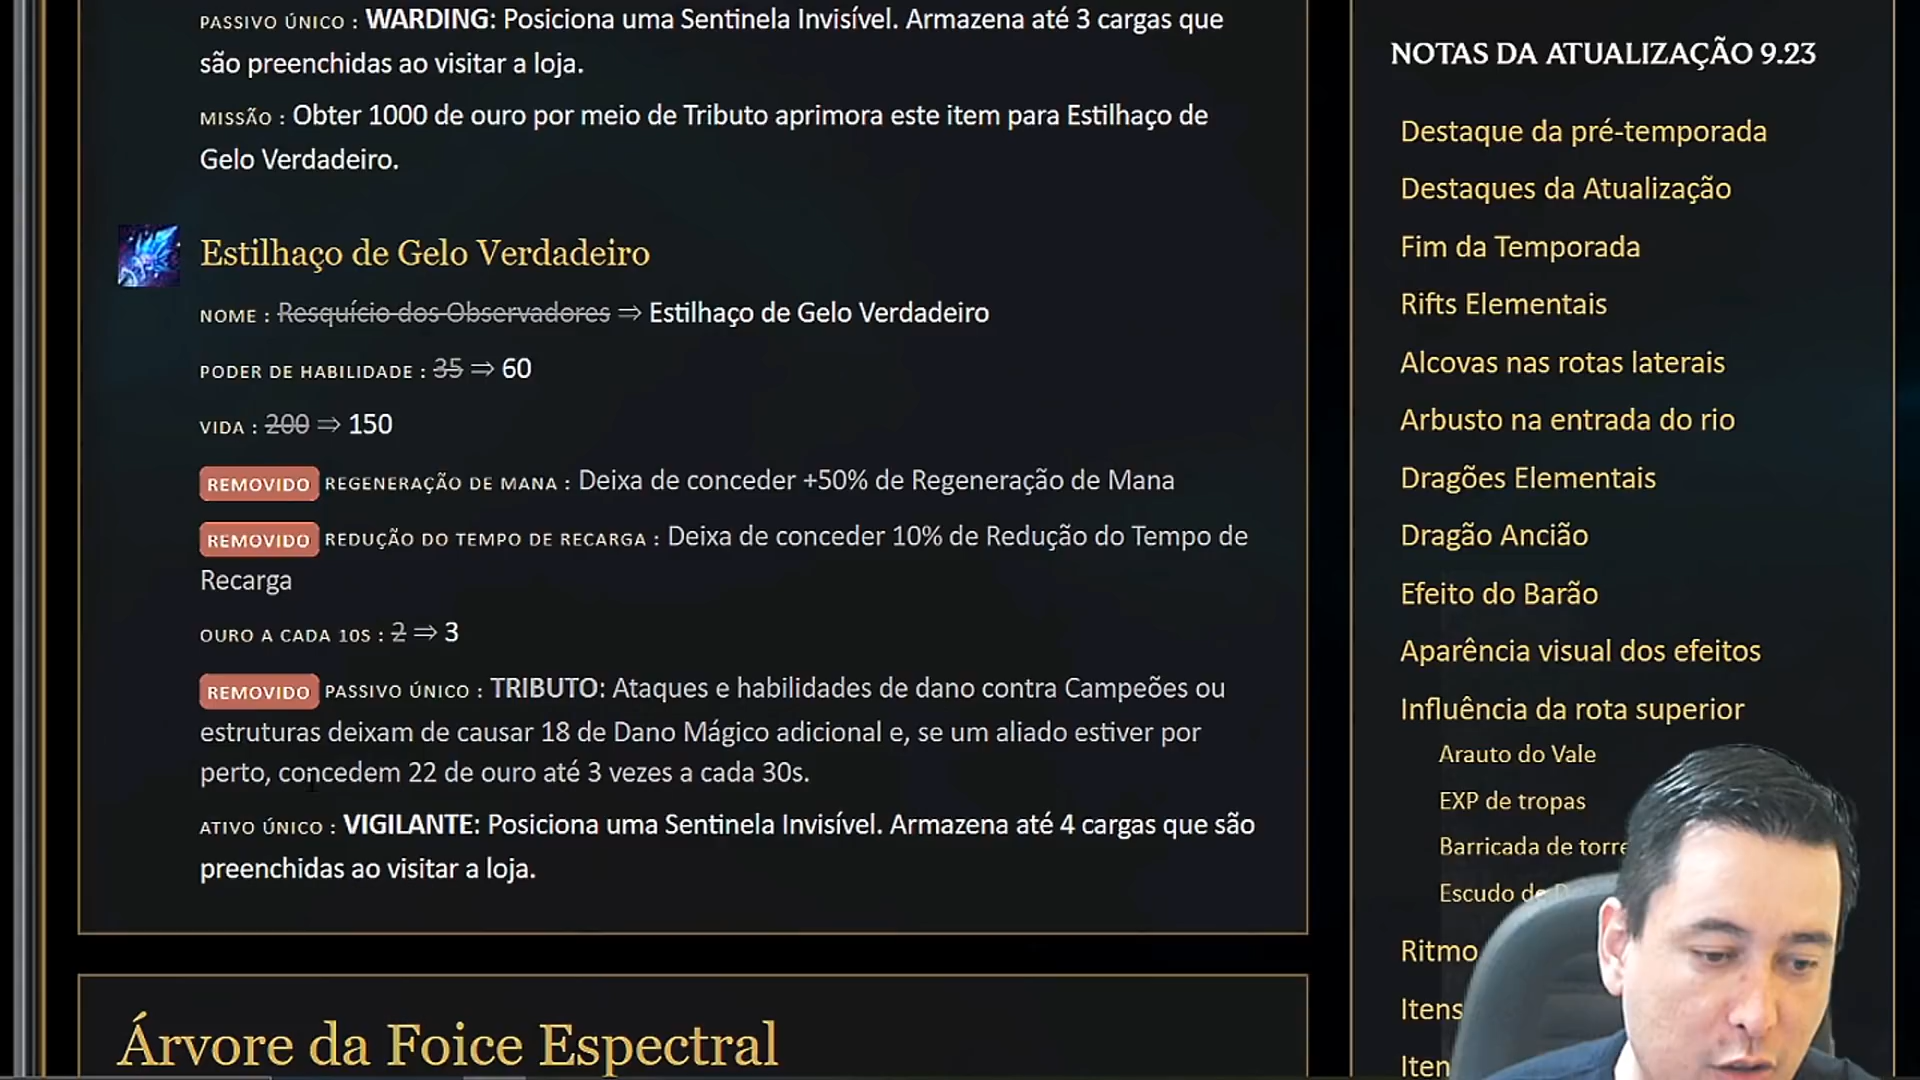 PASSIVO ÚNICO : WARDING: Posiciona uma Sentinela Invisível. Armazena até 3 cargas que
são preenchidas ao visitar a loja.
MISSÃO : Obter 1000 de ouro por meio de Tributo aprimora este item para Estilhaço de
Gelo Verdadeiro.
Estilhaço de Gelo Verdadeiro
NOME : Resquício dos Observadores ⇒ Estilhaço de Gelo Verdadeiro
PODER DE HABILIDADE : 35 ⇒ 60
VIDA : 200 ⇒ 150
REMOVIDO REGENERAÇÃO DE MANA : Deixa de conceder +50% de Regeneração de Mana
REMOVIDO REDUÇÃO DO TEMPO DE RECARGA : Deixa de conceder 10% de Redução do Tempo de
Recarga
OURO A CADA 10S : 2 ⇒ 3
REMOVIDO PASSIVO ÚNICO : TRIBUTO: Ataques e habilidades de dano contra Campeões ou
estruturas deixam de causar 18 de Dano Mágico adicional e, se um aliado estiver por
perto, concedem 22 de ouro até 3 vezes a cada 30s.
ATIVO ÚNICO : VIGILANTE: Posiciona uma Sentinela Invisível. Armazena até 4 cargas que são
preenchidas ao visitar a loja.
Árvore da Foice Espectral
NOTAS DA ATUALIZAÇÃO 9.23
Destaque da pré-temporada
Destaques da Atualização
Fim da Temporada
Rifts Elementais
Alcovas nas rotas laterais
Arbusto na entrada do rio
Dragões Elementais
Dragão Ancião
Efeito do Barão
Aparência visual dos efeitos
Influência da rota superior
Arauto do Vale
EXP de tropas
Barricada de torre
Escudo de
Ritmo
Itens
Iten